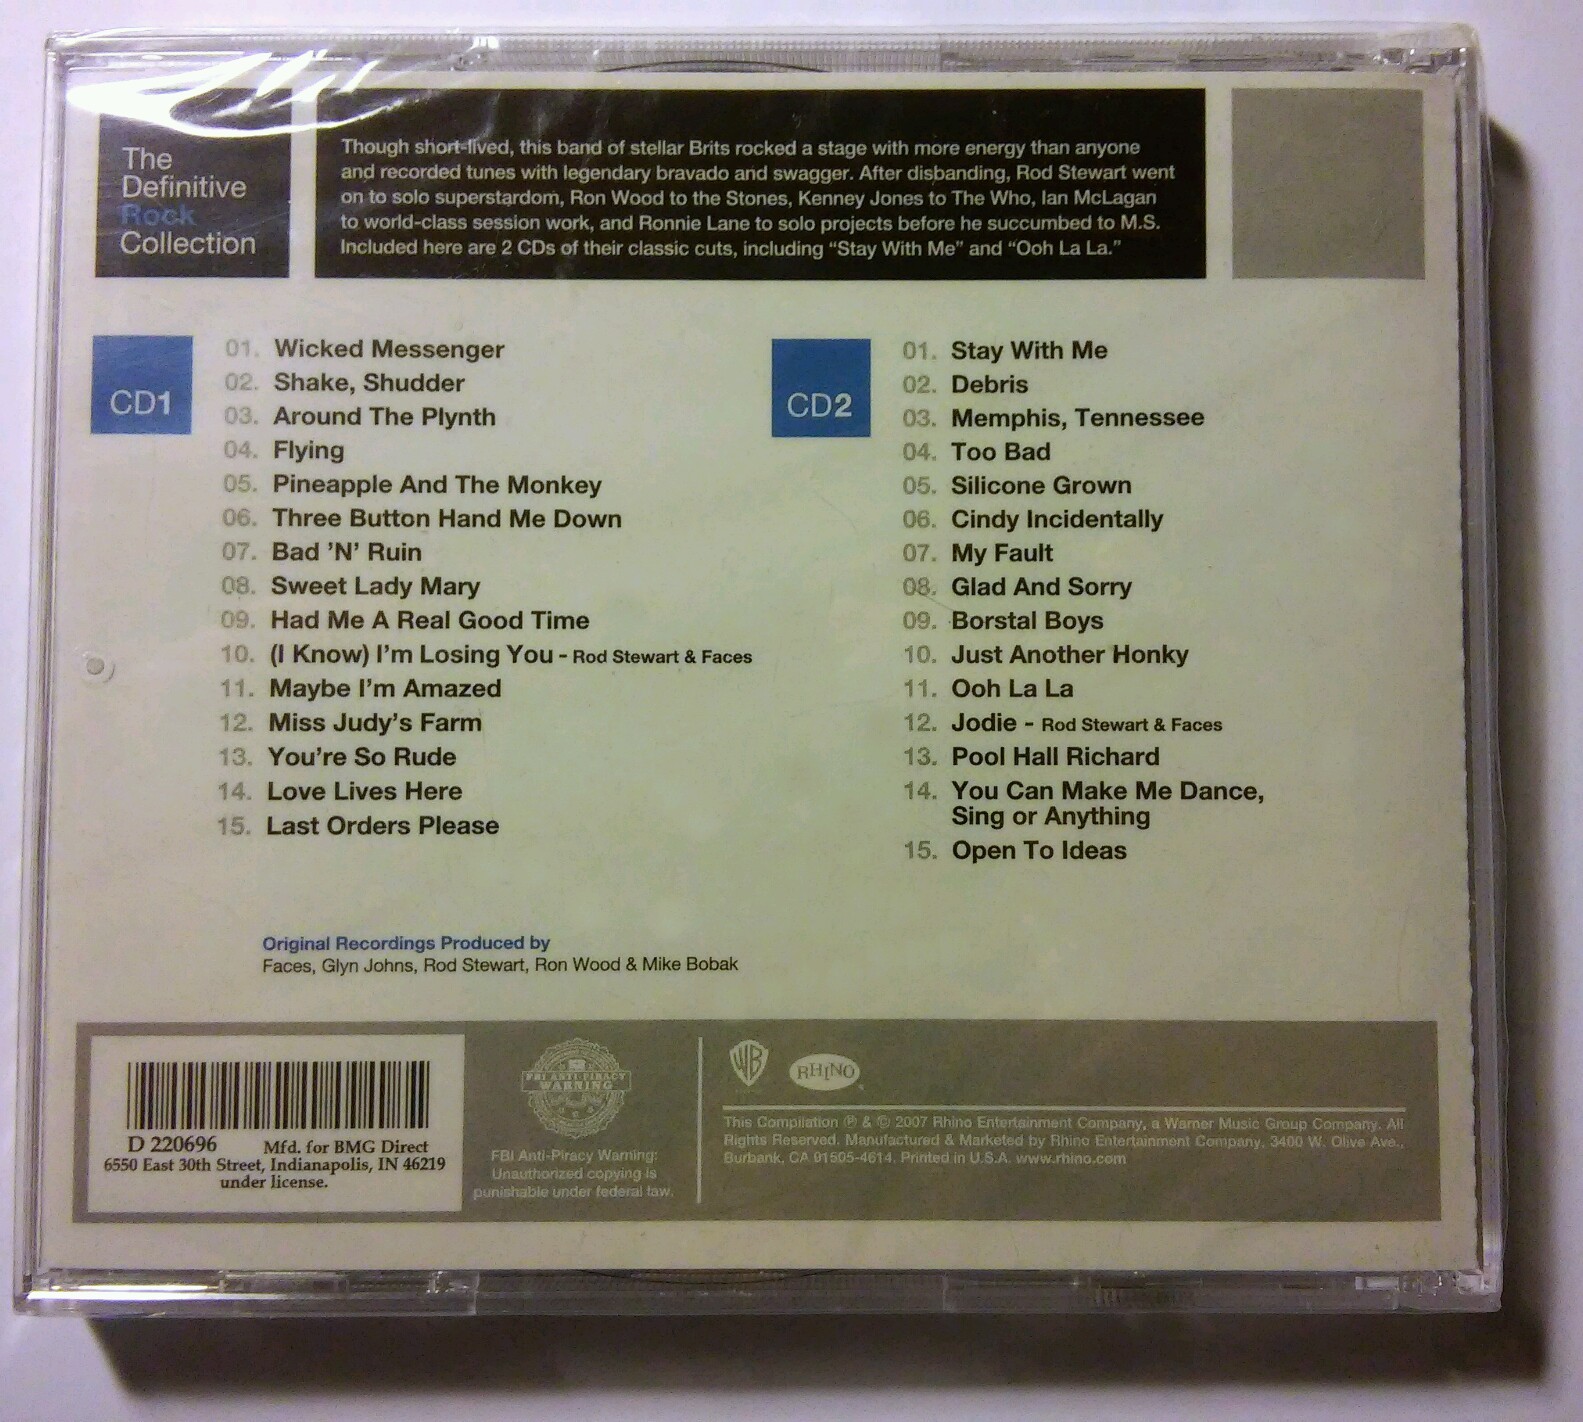 The
Definitive
Rock
Collection
Though short-lived, this band of stellar Brits rocked a stage with more energy than anyone
and recorded tunes with legendary bravado and swagger. After disbanding, Rod Stewart went
on to solo superstardom, Ron Wood to the Stones, Kenney Jones to The Who, Ian McLagan
to world-class session work, and Ronnie Lane to solo projects before he succumbed to M.S.
Included here are 2 CDs of their classic cuts, including “Stay With Me” and “Ooh La La.”
CD1
01. Wicked Messenger
02. Shake, Shudder
03. Around The Plynth
04. Flying
05. Pineapple And The Monkey
06. Three Button Hand Me Down
07. Bad ’N’ Ruin
08. Sweet Lady Mary
09. Had Me A Real Good Time
10. (I Know) I’m Losing You - Rod Stewart & Faces
11. Maybe I’m Amazed
12. Miss Judy’s Farm
13. You’re So Rude
14. Love Lives Here
15. Last Orders Please
CD2
01. Stay With Me
02. Debris
03. Memphis, Tennessee
04. Too Bad
05. Silicone Grown
06. Cindy Incidentally
07. My Fault
08. Glad And Sorry
09. Borstal Boys
10. Just Another Honky
11. Ooh La La
12. Jodie - Rod Stewart & Faces
13. Pool Hall Richard
14. You Can Make Me Dance,
Sing or Anything
15. Open To Ideas
Original Recordings Produced by
Faces, Glyn Johns, Rod Stewart, Ron Wood & Mike Bobak
D 220696 Mfd. for BMG Direct
6550 East 30th Street, Indianapolis, IN 46219
under license.
FBI ANTI-PIRACY
WARNING
FBI Anti-Piracy Warning:
Unauthorized copying is
punishable under federal law.
WB
RHINO
This Compilation ℗ & © 2007 Rhino Entertainment Company, a Warner Music Group Company. All
Rights Reserved. Manufactured & Marketed by Rhino Entertainment Company, 3400 W. Olive Ave.,
Burbank, CA 91505-4614. Printed in U.S.A. www.rhino.com